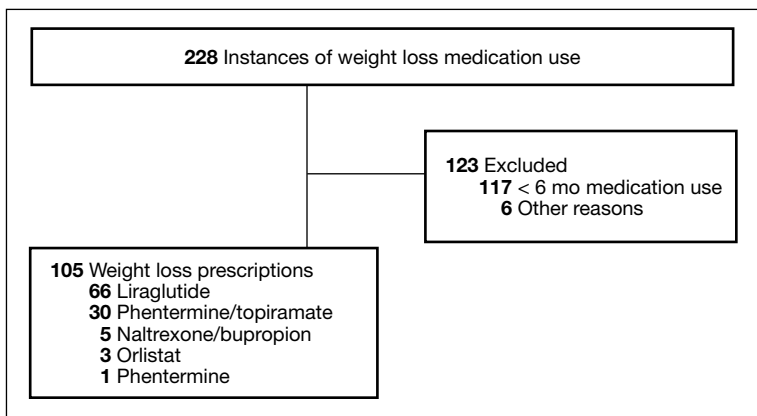 228 Instances of weight loss medication use
123 Excluded
117 < 6 mo medication use
6 Other reasons
105 Weight loss prescriptions
66 Liraglutide
30 Phentermine/topiramate
5 Naltrexone/bupropion
3 Orlistat
1 Phentermine